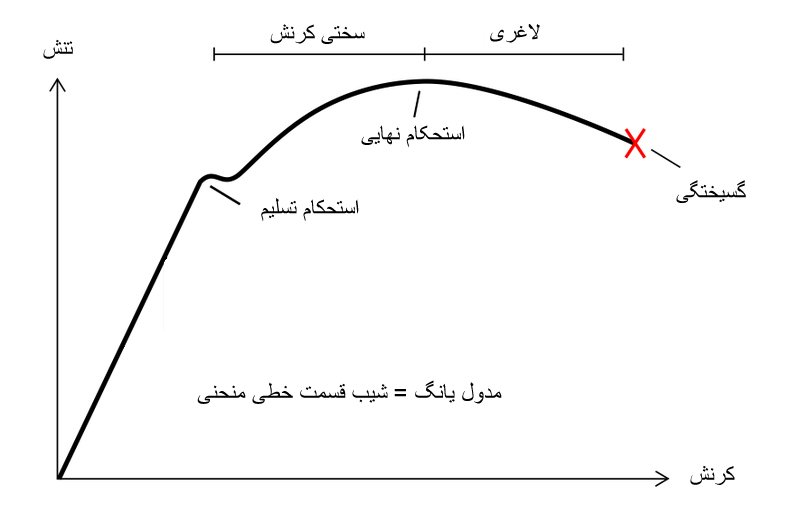 سختی کرنش
لاغری
تنش
استحکام نهایی
گسیختگی
استحکام تسلیم
مدول یانگ = شیب قسمت خطی منحنی
کرنش